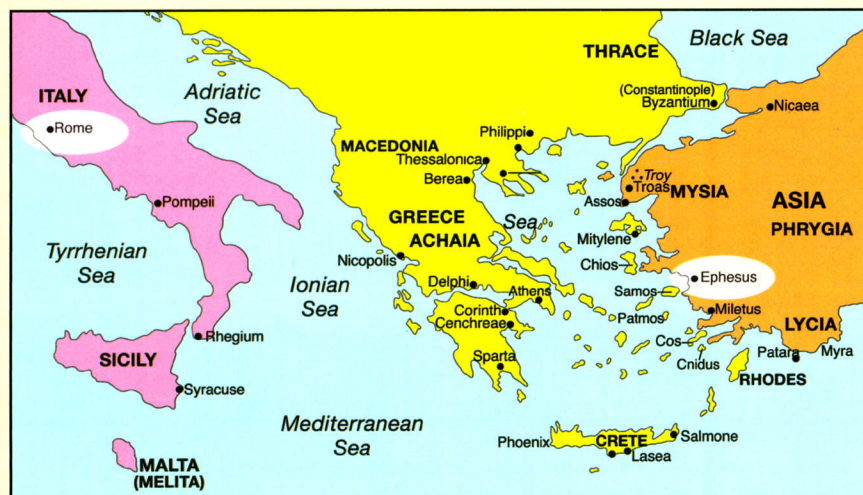 Black Sea
THRACE
ITALY
Adriatic
Sea
(Constantinople)
Byzantium
Nicaea
Rome
Philippi
MACEDONIA
Thessalonica
Berea
Troy
Troas
MYSIA
ASIA
PHRYGIA
Pompeii
Assos
GREECE
ACHAIA
Sea
Mitylene
Tyrrhenian
Sea
Ionian
Sea
Nicopolis
Chios
Ephesus
Delphi
Athens
Samos
Corinth
Cenchreae
Patmos
Miletus
LYCIA
Rhegium
Cos
Cnidus
Patara
Myra
SICILY
Sparta
RHODES
Syracuse
Mediterranean
Sea
Phoenix
CRETE
Salmone
Lasea
MALTA
(MELITA)